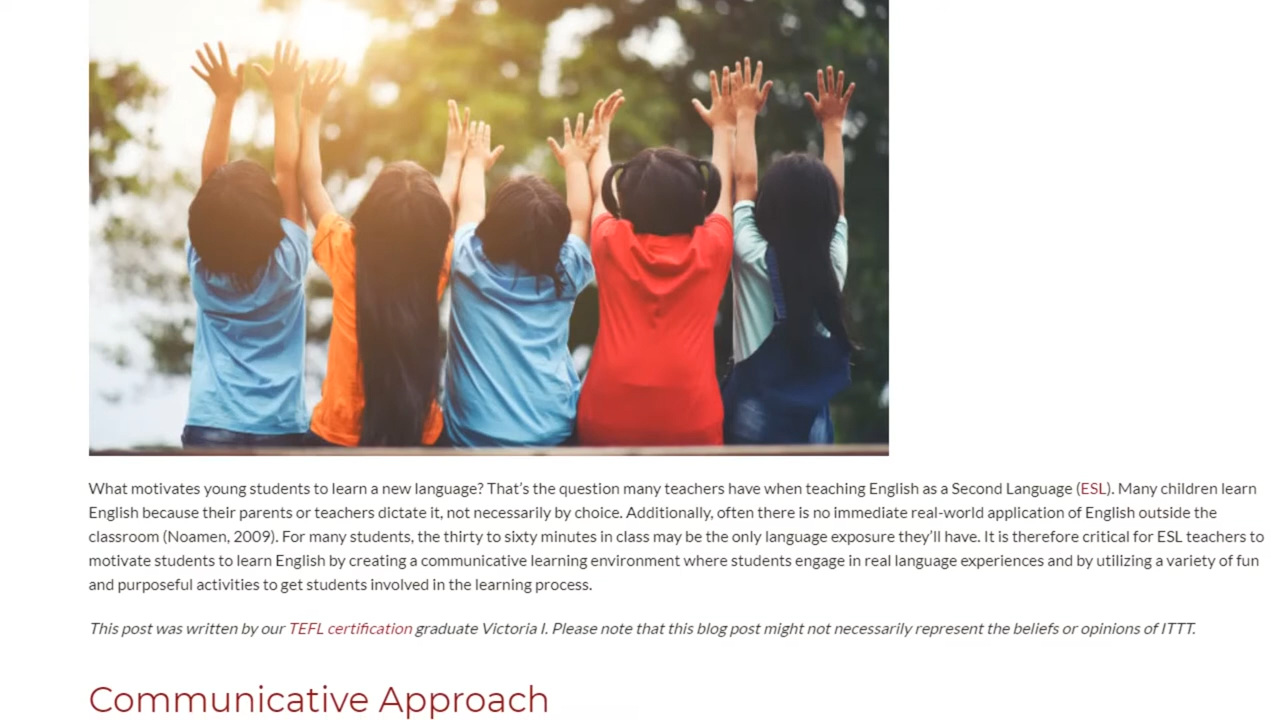 What motivates young students to learn a new language? That's the question many teachers have when teaching English as a Second Language (ESL). Many children learn
English because their parents or teachers dictate it, not necessarily by choice. Additionally, often there is no immediate real-world application of English outside the
classroom (Noamen, 2009). For many students, the thirty to sixty minutes in class may be the only language exposure they'll have. It is therefore critical for ESL teachers to
motivate students to learn English by creating a communicative learning environment where students engage in real language experiences and by utilizing a variety of fun
and purposeful activities to get students involved in the learning process.
This post was written by our TEFL certification graduate Victoria I. Please note that this blog post might not necessarily represent the beliefs or opinions of ITTT.
Communicative Approach